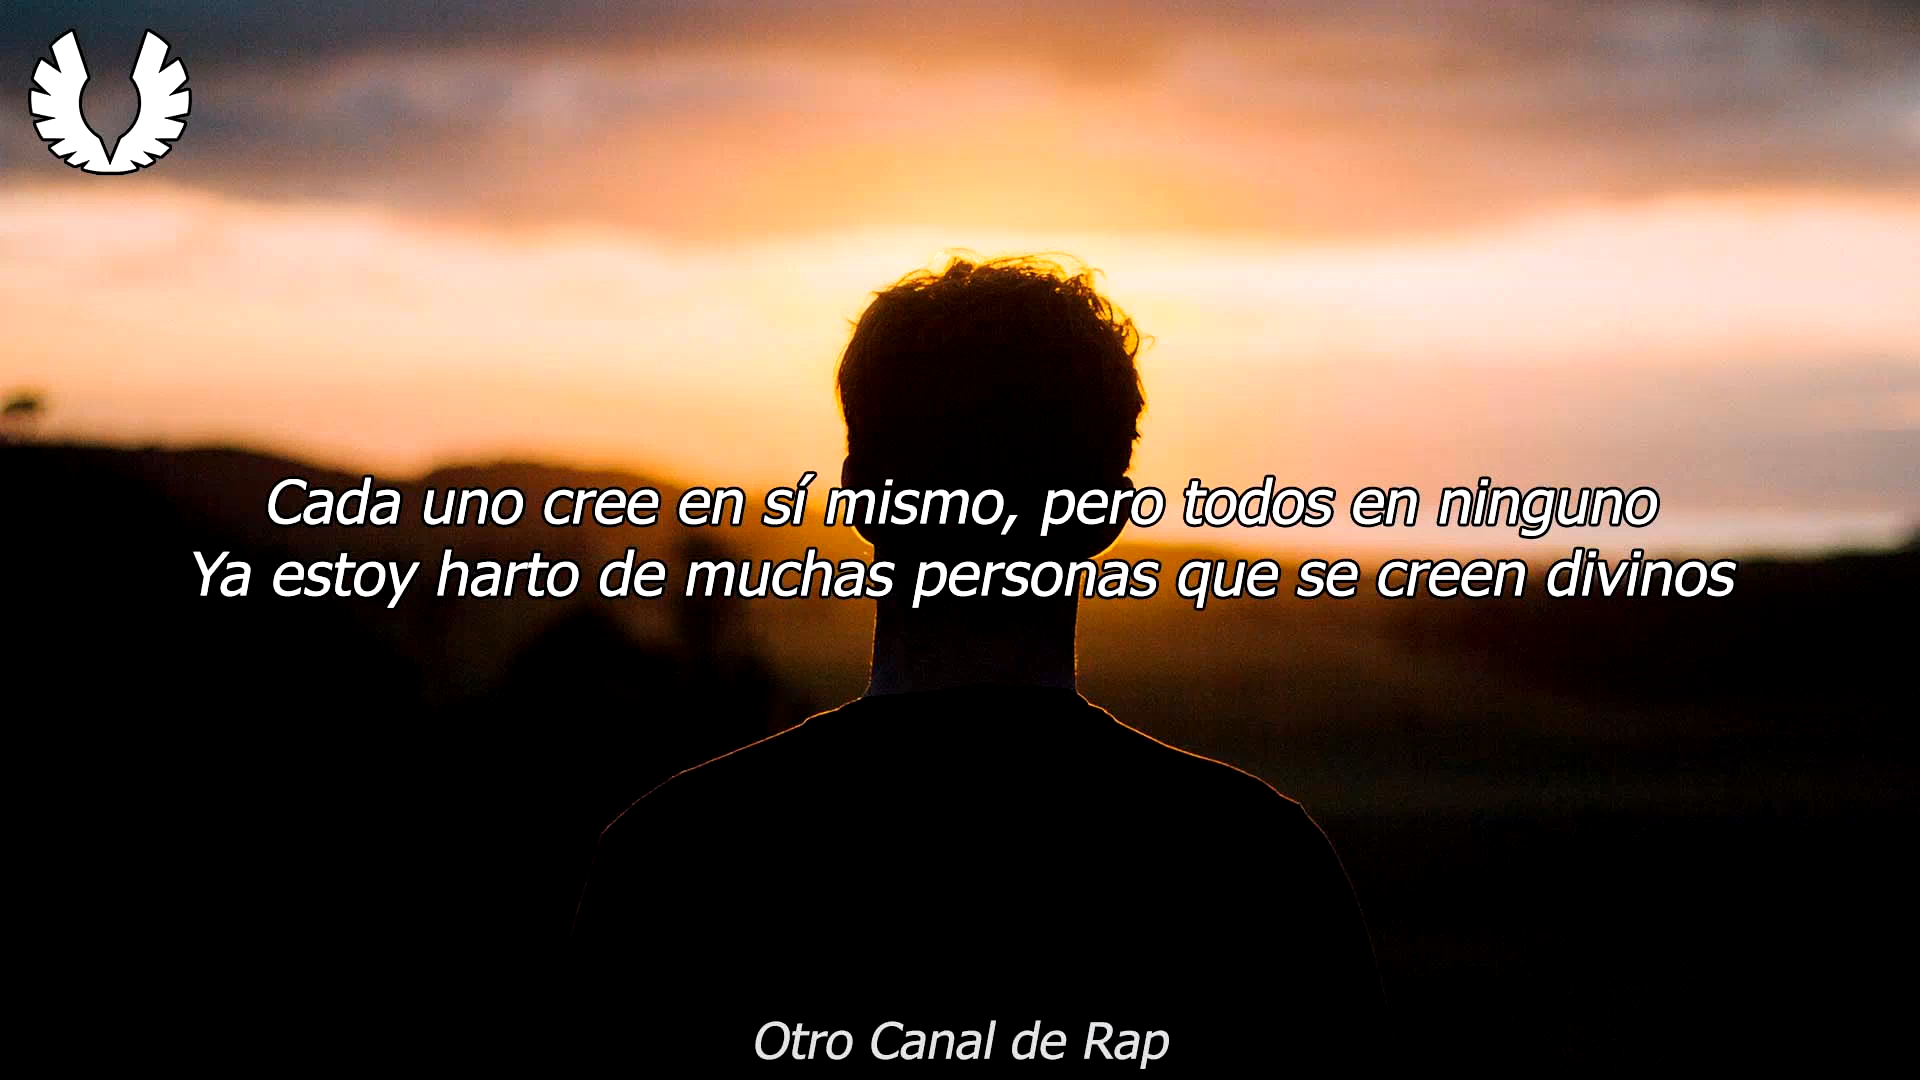 Cada uno cree en sí mismo, pero todos en ninguno
Ya estoy harto de muchas personas que se creen divinos
Otro Canal de Rap